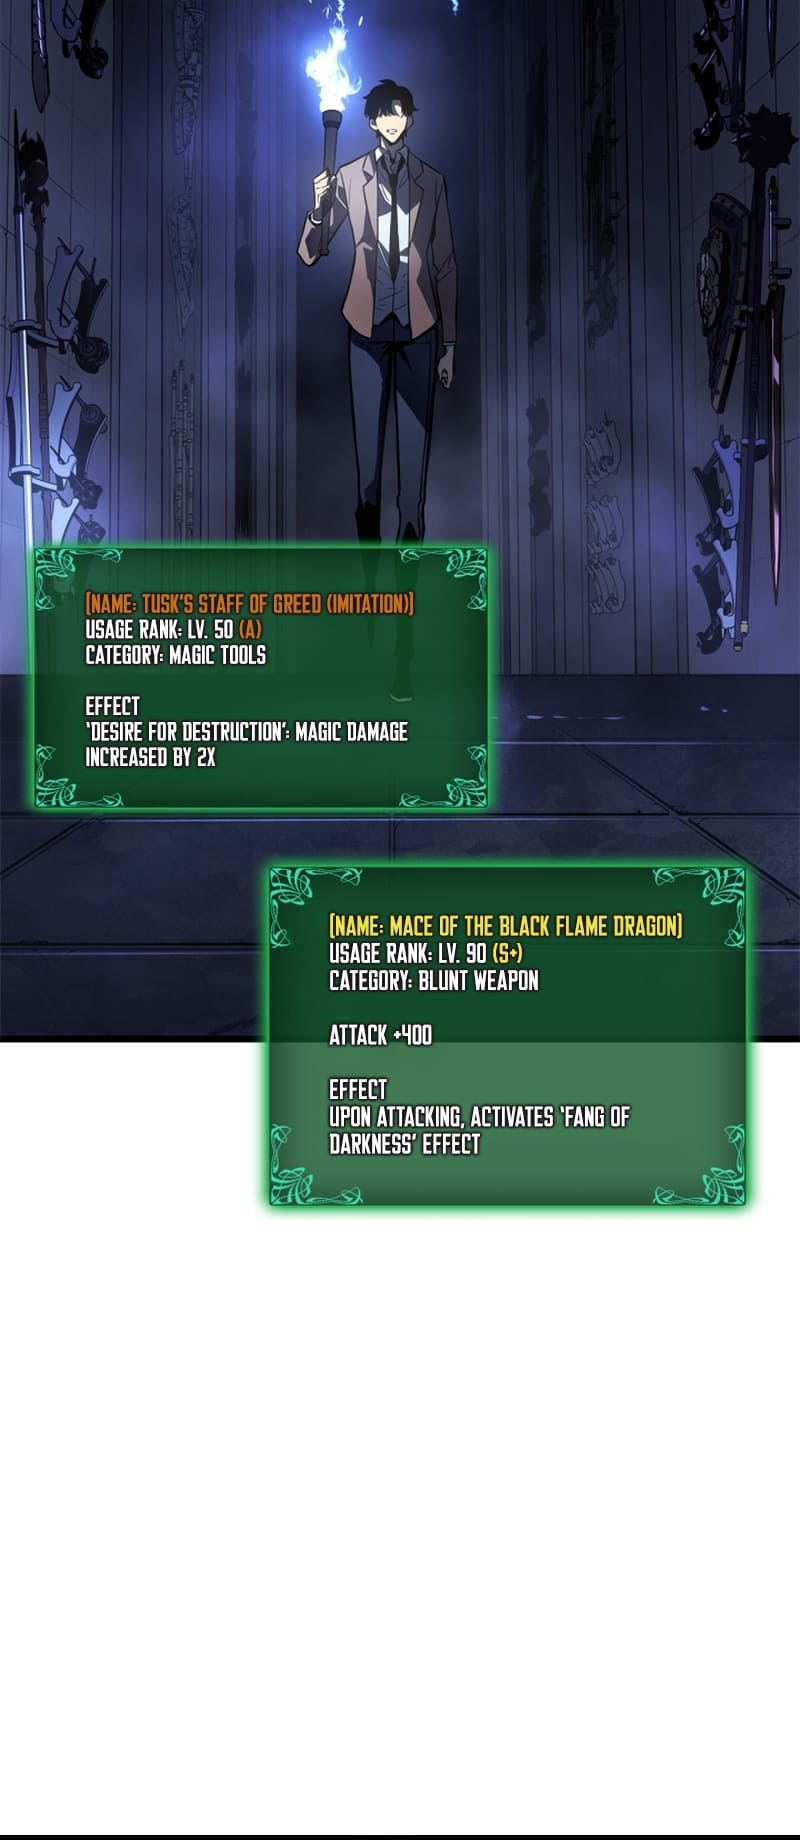 [NAME: TUSK'S STAFF OF GREED (IMITATION)]
USAGE RANK: LV. 50 (A)
CATEGORY: MAGIC TOOLS
EFFECT
'DESIRE FOR DESTRUCTION': MAGIC DAMAGE
INCREASED BY 2X
[NAME: MACE OF THE BLACK FLAME DRAGON]
USAGE RANK: LV. 90 (S+)
CATEGORY: BLUNT WEAPON
ATTACK +400
EFFECT
UPON ATTACKING, ACTIVATES 'FANG OF
DARKNESS' EFFECT